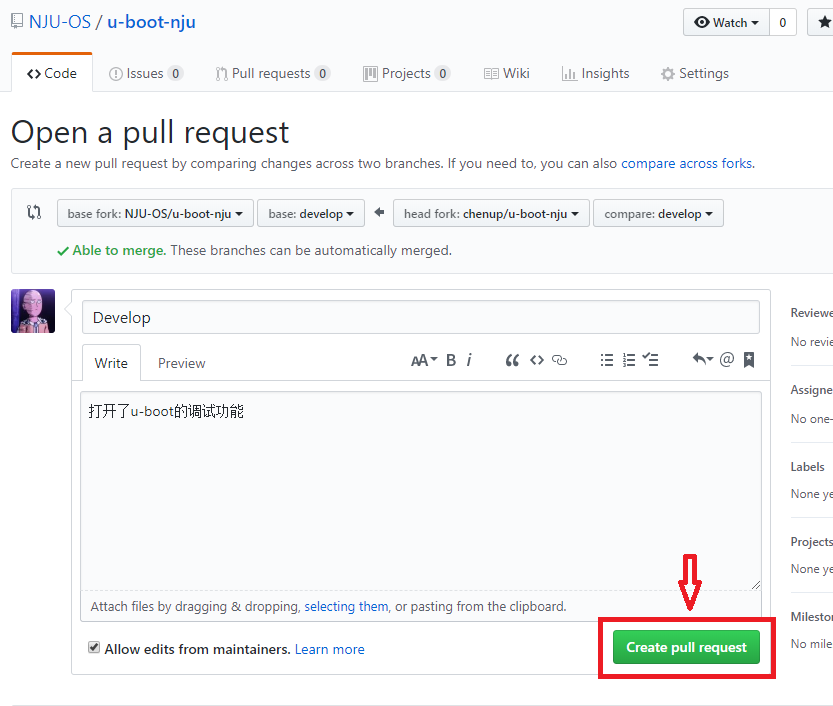 NJU-OS / u-boot-nju
Watch 0
Code Issues 0 Pull requests 0 Projects 0 Wiki Insights Settings
Open a pull request
Create a new pull request by comparing changes across two branches. If you need to, you can also compare across forks.
base fork: NJU-OS/u-boot-nju base: develop head fork: chenup/u-boot-nju compare: develop
Able to merge. These branches can be automatically merged.
Develop
Write Preview
AA B i
打开了u-boot的调试功能
Attach files by dragging & dropping, selecting them, or pasting from the clipboard.
Allow edits from maintainers. Learn more
Create pull request
Reviewe
No revie
Assigne
No one-
Labels
None ye
Projects
None ye
Milesto
No mile